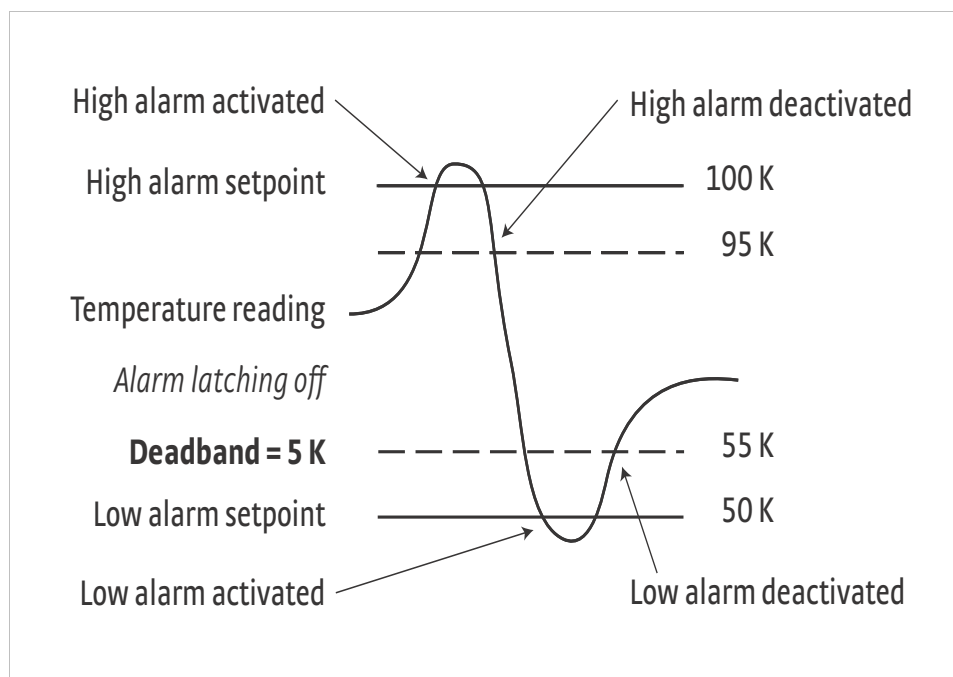 High alarm activated
High alarm deactivated
High alarm setpoint
100 K
95 K
Temperature reading
Alarm latching off
Deadband = 5 K
55 K
Low alarm setpoint
50 K
Low alarm activated
Low alarm deactivated